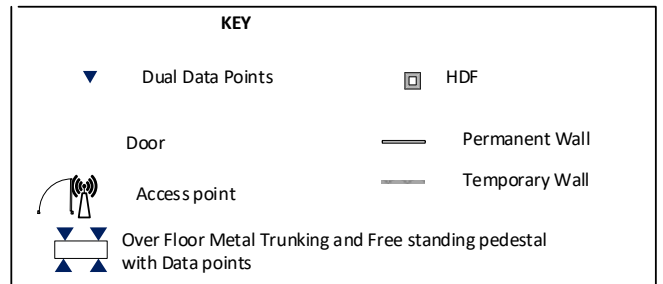 KEY
Dual Data Points
HDF
Door
Permanent Wall
Access point
Temporary Wall
Over Floor Metal Trunking and Free standing pedestal
with Data points